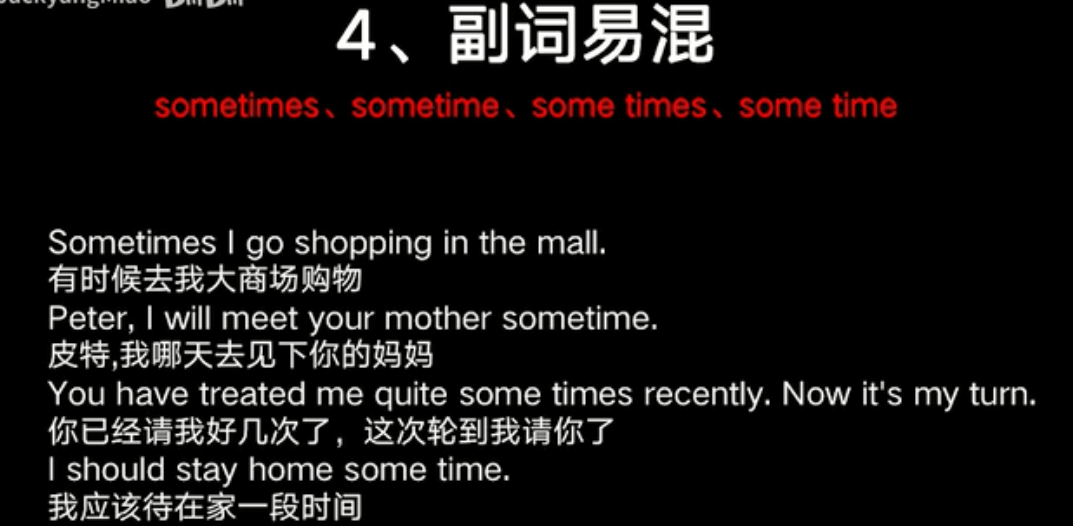 4、副词易混
sometimes、sometime、some times、some time
Sometimes I go shopping in the mall.
有时候去我大商场购物
Peter, I will meet your mother sometime.
皮特,我哪天去见下你的妈妈
You have treated me quite some times recently. Now it's my turn.
你已经请我好几次了，这次轮到我请你了
I should stay home some time.
我应该待在家一段时间